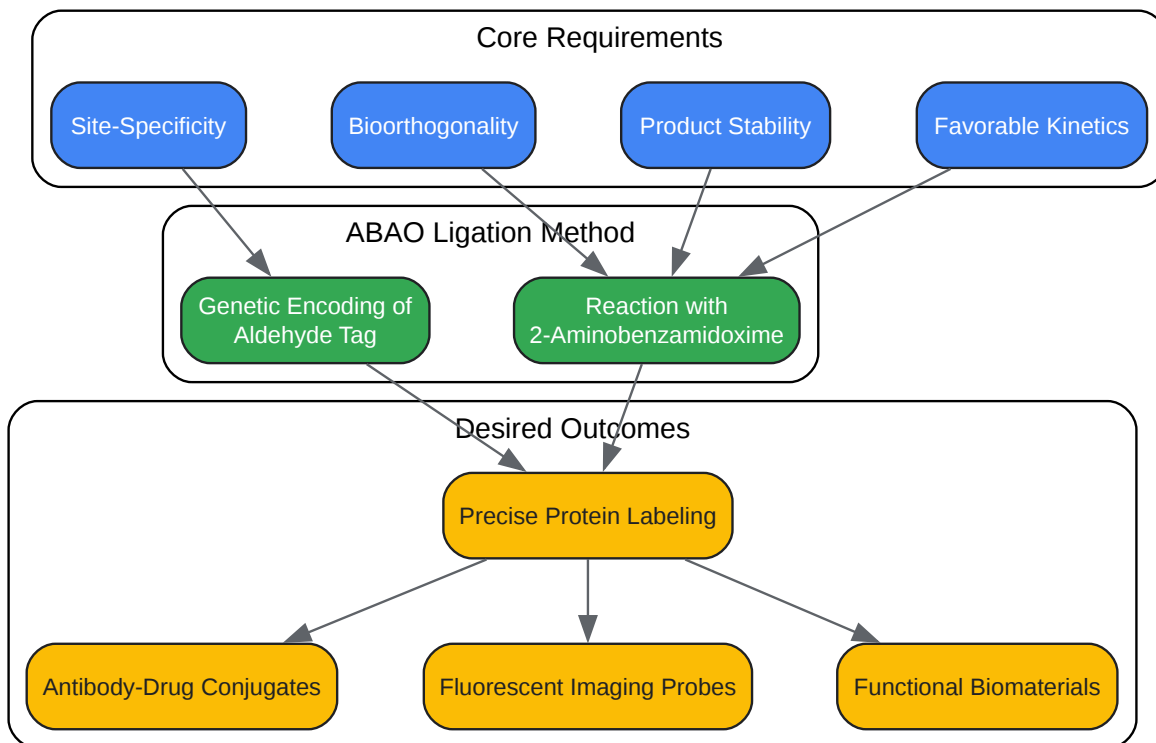 Core Requirements
Site-Specificity
Bioorthogonality
Product Stability
Favorable Kinetics
ABAO Ligation Method
Genetic Encoding of
Aldehyde Tag
Reaction with
2-Aminobenzamidoxime
Desired Outcomes
Precise Protein Labeling
Antibody-Drug Conjugates
Fluorescent Imaging Probes
Functional Biomaterials